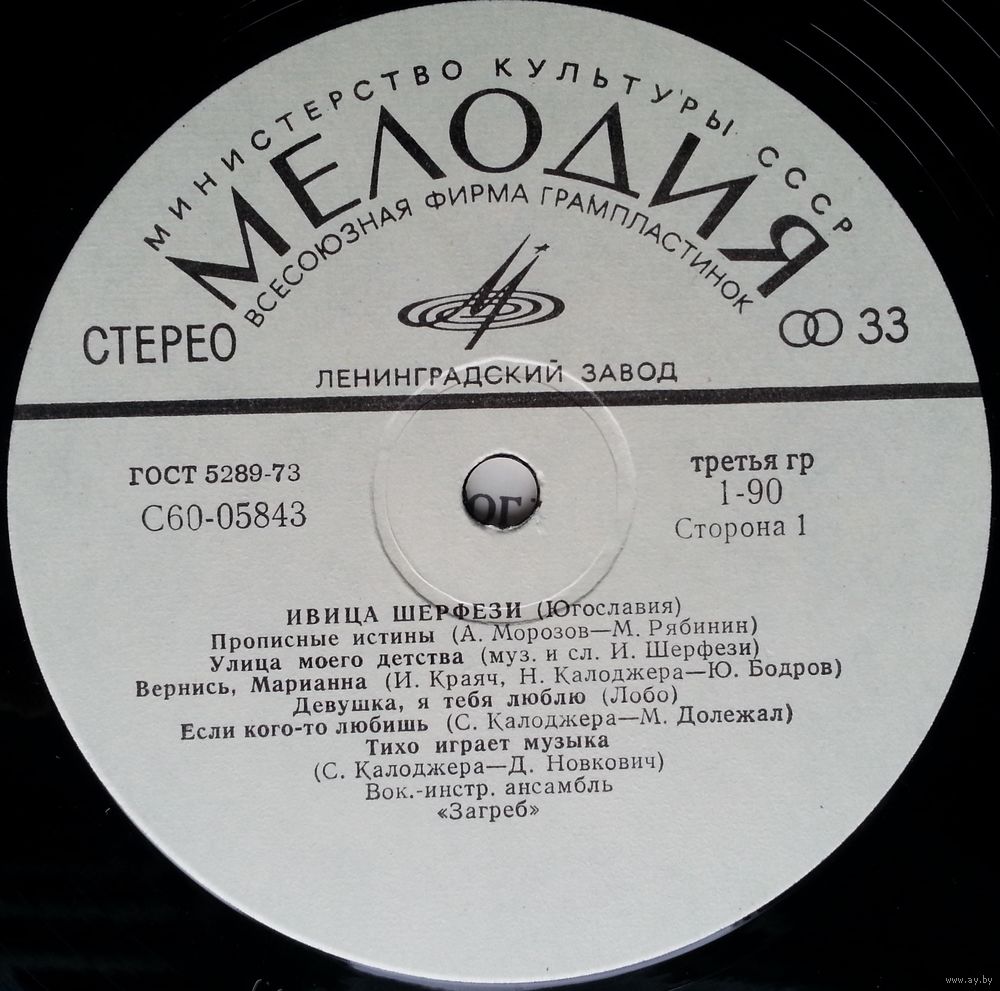 МИНИСТЕРСТВО КУЛЬТУРЫ СССР
МЕЛОДИЯ
ВСЕСОЮЗНАЯ ФИРМА ГРАМПЛАСТИНОК
СТЕРЕО
33
ЛЕНИНГРАДСКИЙ ЗАВОД
ГОСТ 5289-73
С60-05843
третья гр
1-90
Сторона 1
ИВИЦА ШЕРФЕЗИ (Югославия)
Прописные истины (А. Морозов—М. Рябинин)
Улица моего детства (муз. и сл. И. Шерфези)
Вернись, Марианна (И. Краяч, Н. Калоджера—Ю. Бодров)
Девушка, я тебя люблю (Лобо)
Если кого-то любишь (С. Калоджера—М. Долежал)
Тихо играет музыка
(С. Калоджера—Д. Новкович)
Вок.-инстр. ансамбль
«Загреб»
www.ay.by